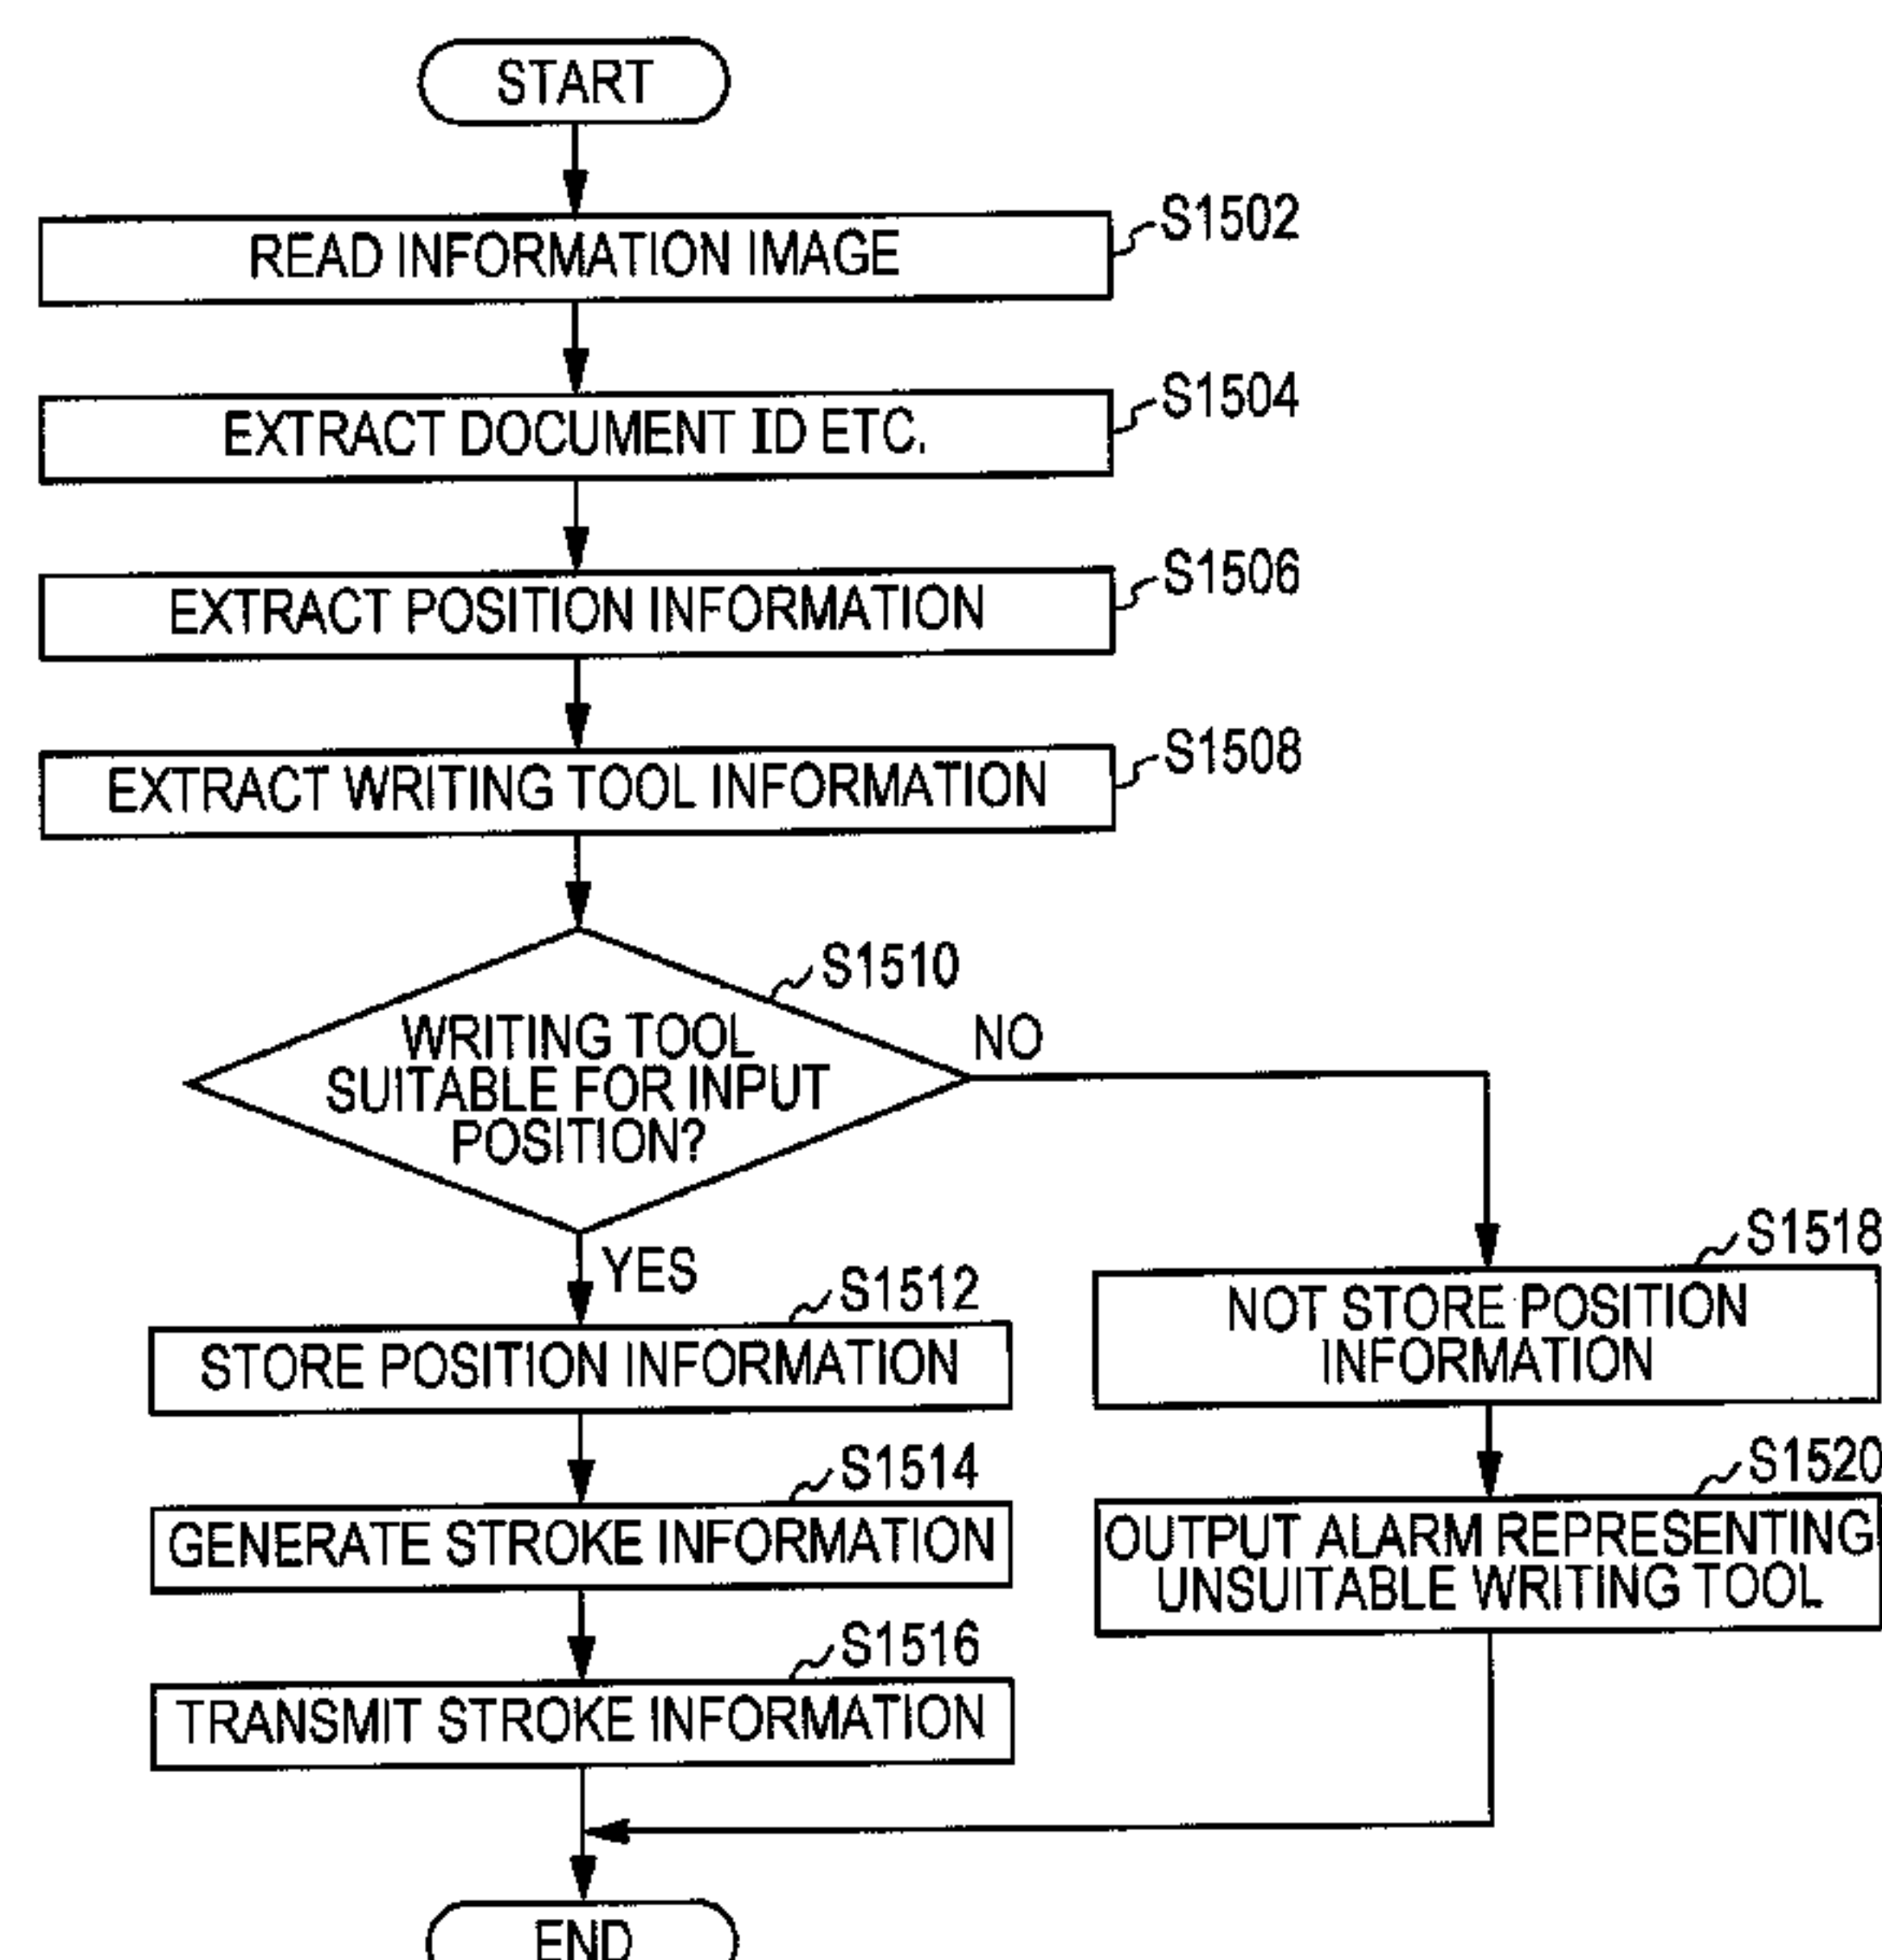 START
S1502
READ INFORMATION IMAGE
S1504
EXTRACT DOCUMENT ID ETC.
S1506
EXTRACT POSITION INFORMATION
S1508
EXTRACT WRITING TOOL INFORMATION
S1510
WRITING TOOL
SUITABLE FOR INPUT
POSITION?
NO
YES
S1512
STORE POSITION INFORMATION
S1514
GENERATE STROKE INFORMATION
S1516
TRANSMIT STROKE INFORMATION
S1518
NOT STORE POSITION
INFORMATION
S1520
OUTPUT ALARM REPRESENTING
UNSUITABLE WRITING TOOL
END